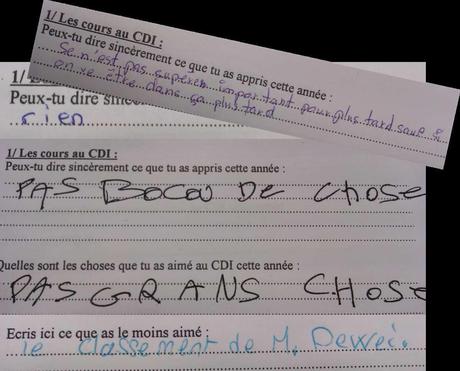 1/ Les cours au CDI :
Peux-tu dire sincèrement ce que tu as appris cette année :
Se n'est pas supérem important pour plus tard sauf si
on ve être dans ça plus tard
1/
Peux-tu dire sincè
rien
1/ Les cours au CDI :
Peux-tu dire sincèrement ce que tu as appris cette année :
PAS BOCOU DE CHOSE
Quelles sont les choses que tu as aimé au CDI cette année :
PAS GRANS CHOSE
Ecris ici ce que as le moins aimé :
le classement de M. Dewei.